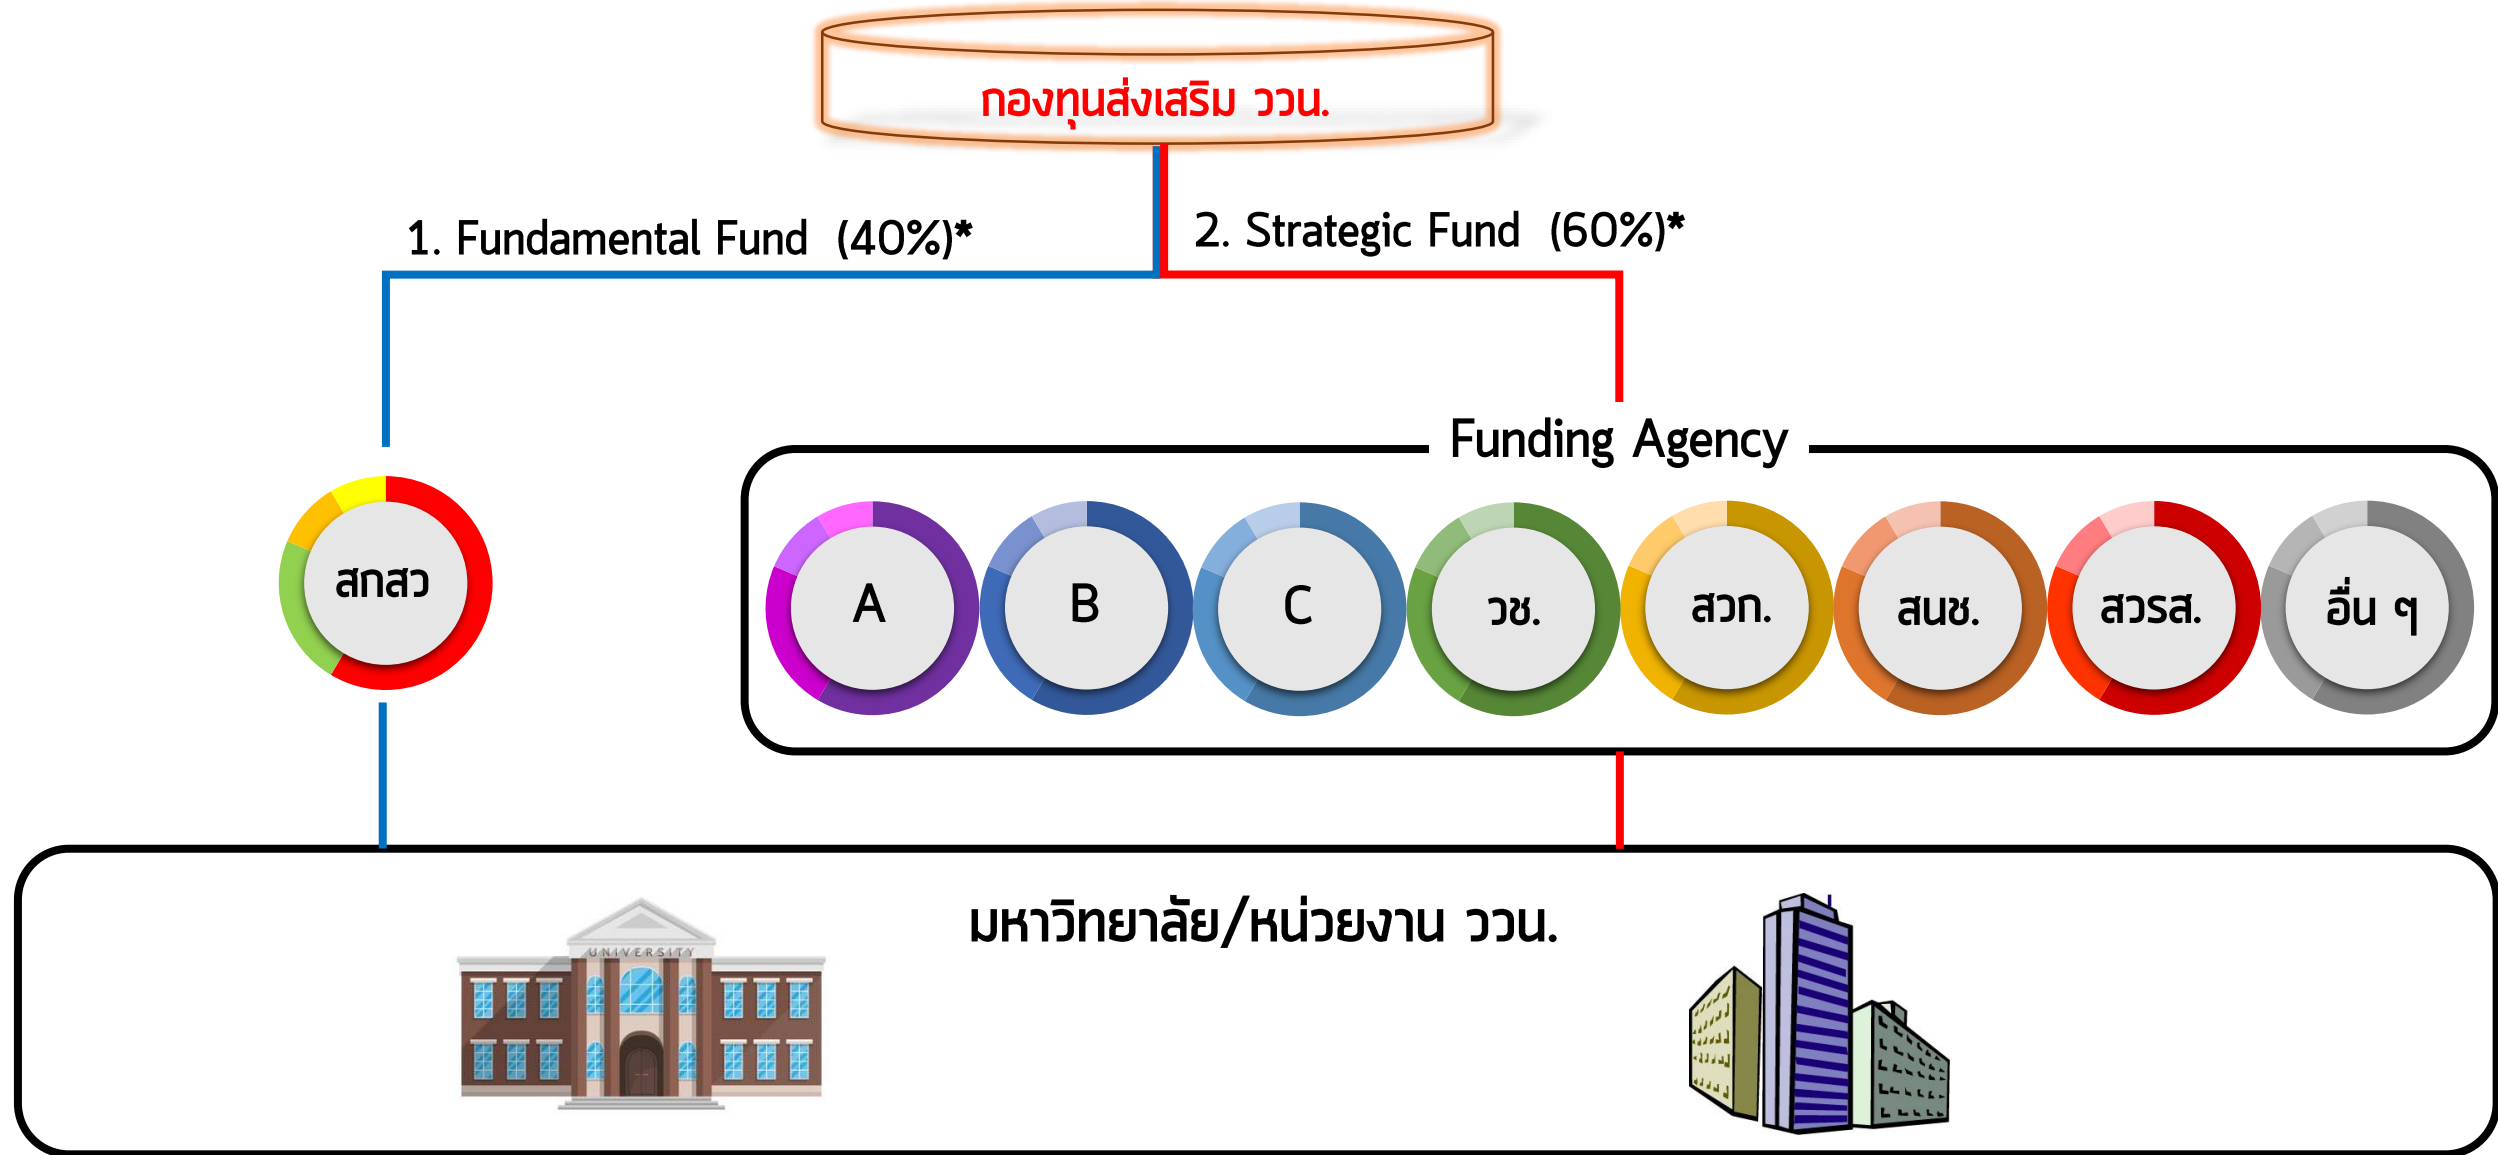 กองทุนส่งเสริม ววน.
1. Fundamental Fund (40%)*
2. Strategic Fund (60%)*
Funding Agency
สกสว
A
B
C
วช.
สวก.
สนช.
สวรส.
อื่น ๆ
มหาวิทยาลัย/หน่วยงาน ววน.
UNIVERSITY